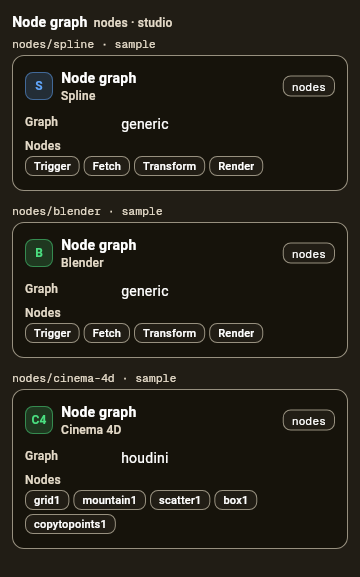 Node graph nodes · studio
nodes/spline · sample
S Node graph nodes
Spline
Graph generic
Nodes
Trigger Fetch Transform Render
nodes/blender · sample
B Node graph nodes
Blender
Graph generic
Nodes
Trigger Fetch Transform Render
nodes/cinema-4d · sample
C4 Node graph nodes
Cinema 4D
Graph houdini
Nodes
grid1 mountain1 scatter1 box1
copytopoints1